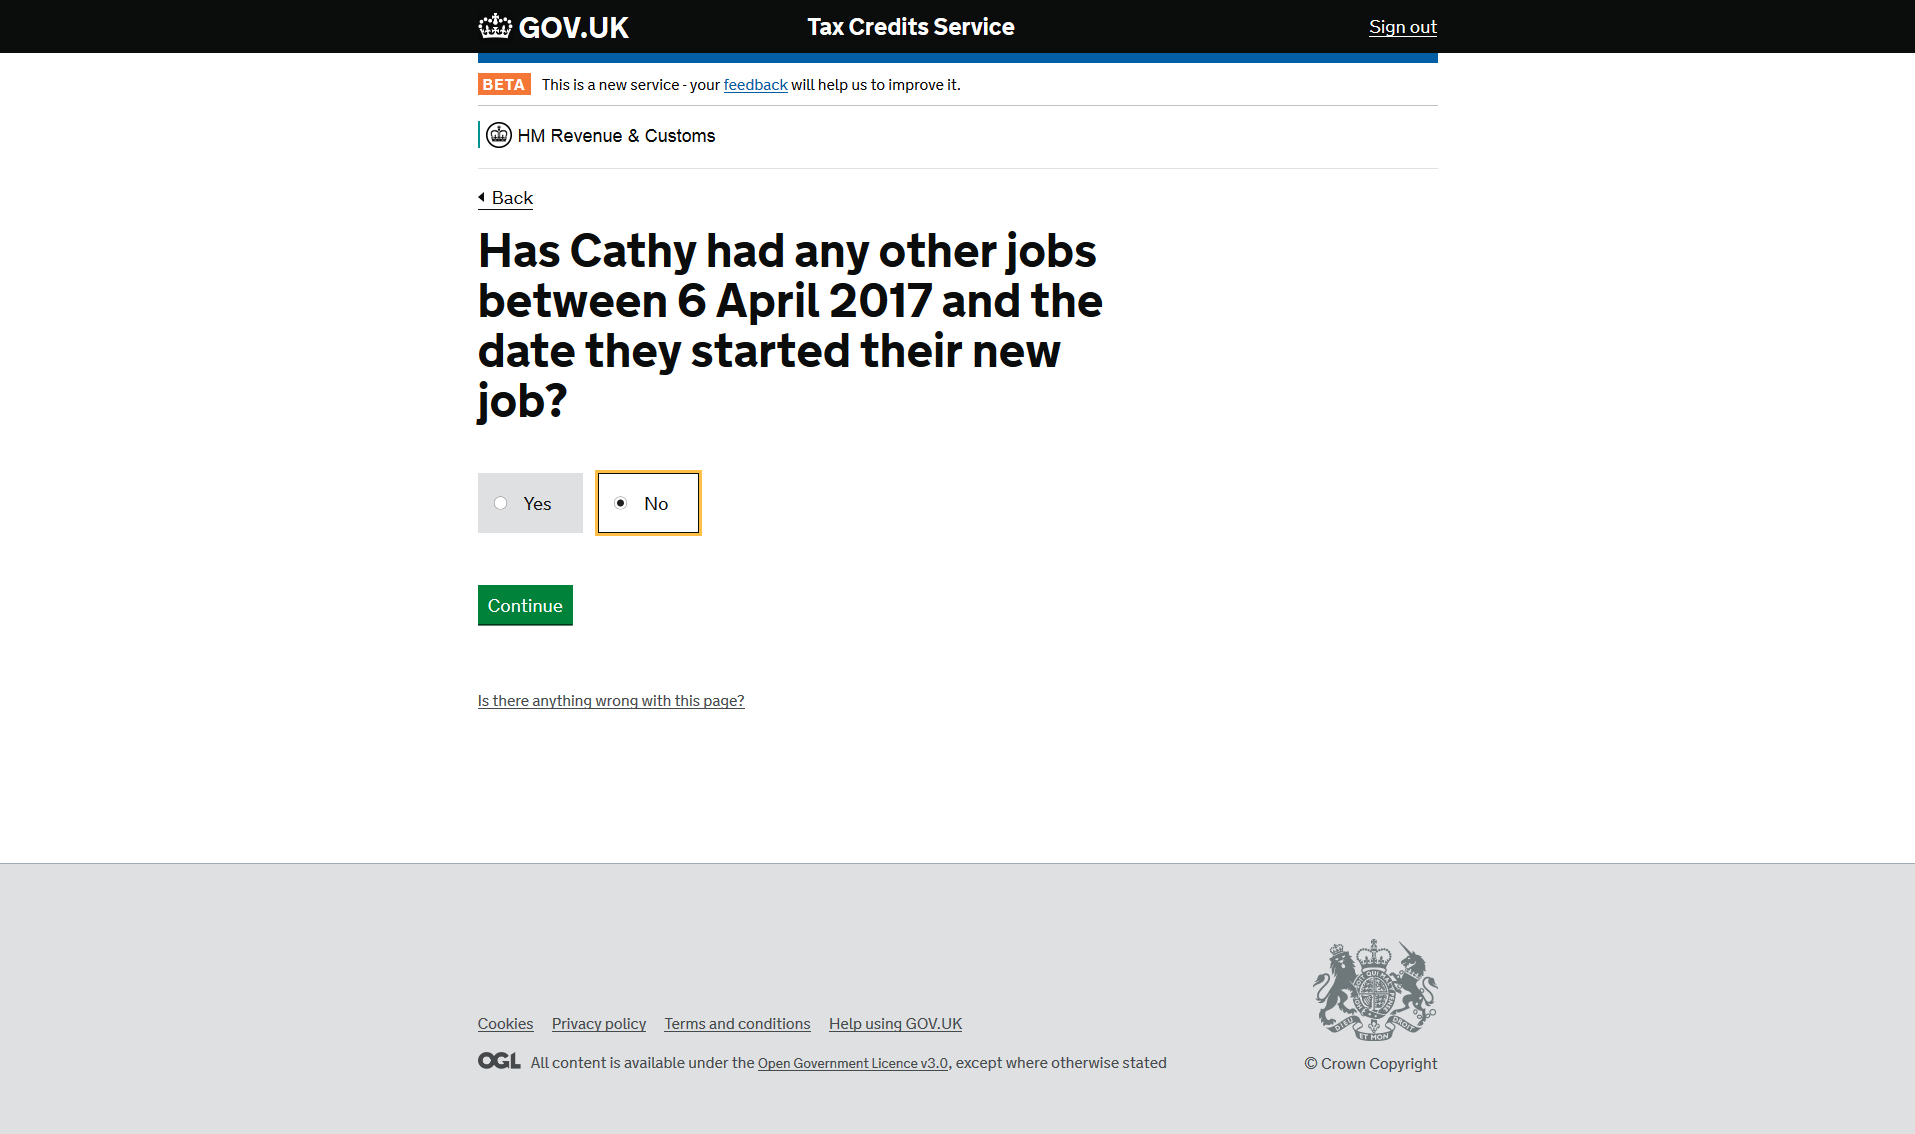 GOV.UK Tax Credits Service Sign out
BETA This is a new service - your feedback will help us to improve it.
HM Revenue & Customs
Back
Has Cathy had any other jobs
between 6 April 2017 and the
date they started their new
job?
Yes No
Continue
Is there anything wrong with this page?
Cookies Privacy policy Terms and conditions Help using GOV.UK
OGL All content is available under the Open Government Licence v3.0, except where otherwise stated
© Crown Copyright